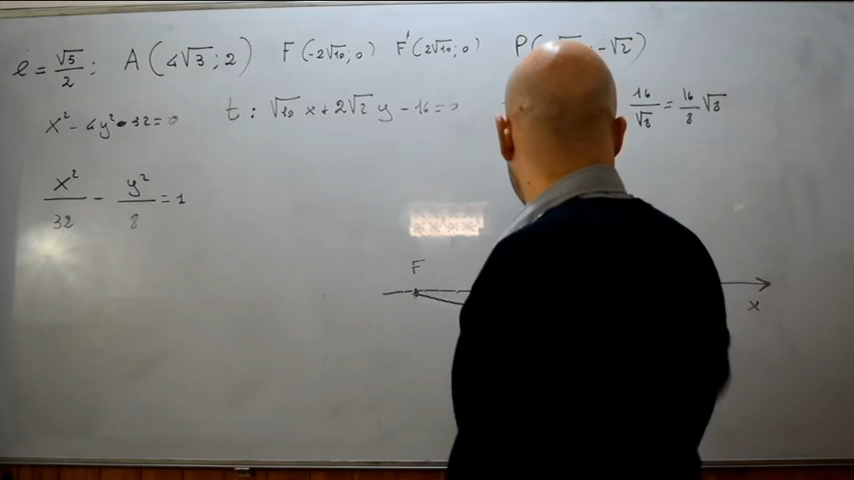 e = √5/2 ; A(4√3 ; 2) F(-2√10 ; 0) F'(2√10 ; 0) P( ; -√2)
x² - 4y² - 32 = 0 t : √10 x + 2√2 y - 16 = 0 16/√8 = 16/8 √8
x²/32 - y²/8 = 1
F
x